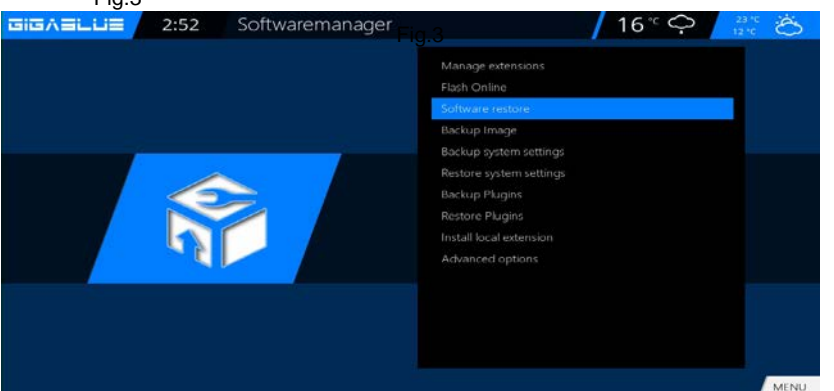 Fig.3
GIGABLUE 2:52 Softwaremanager Fig.3 16 °C 23 °C
12 °C
Manage extensions
Flash Online
Software restore
Backup Image
Backup system settings
Restore system settings
Backup Plugins
Restore Plugins
Install local extension
Advanced options
MENU